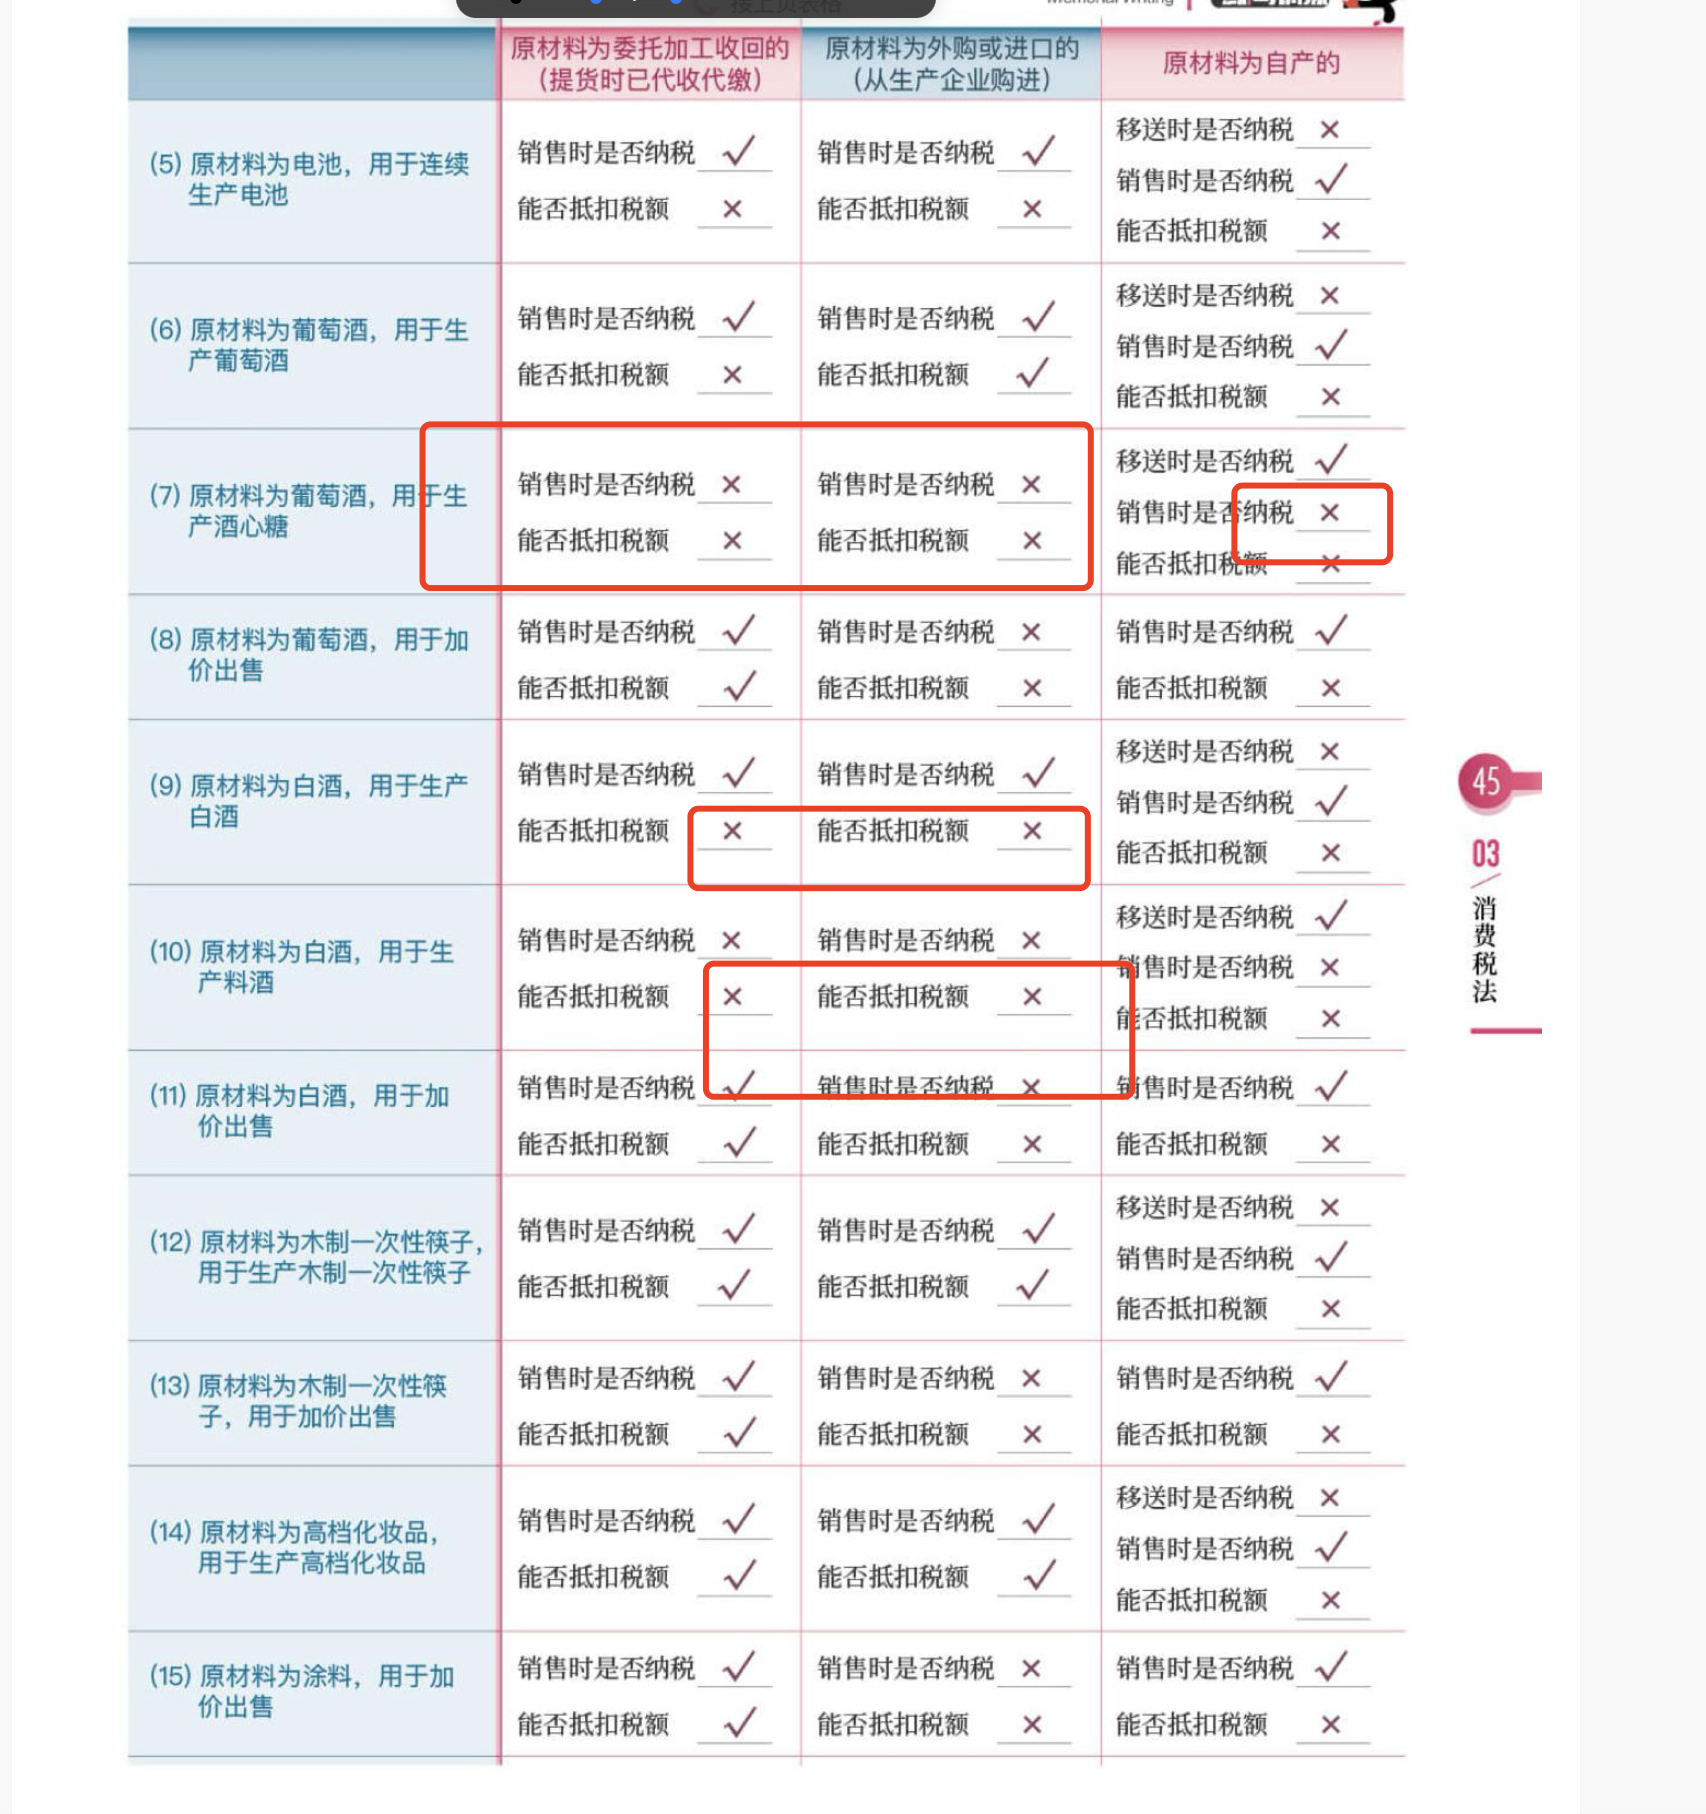 接上页表格
Memorial Writing
原材料为委托加工收回的
（提货时已代收代缴）
原材料为外购或进口的
（从生产企业购进）
原材料为自产的
(5) 原材料为电池，用于连续
生产电池
销售时是否纳税 √
能否抵扣税额 ×
销售时是否纳税 √
能否抵扣税额 ×
移送时是否纳税 ×
销售时是否纳税 √
能否抵扣税额 ×
(6) 原材料为葡萄酒，用于生
产葡萄酒
销售时是否纳税 √
能否抵扣税额 ×
销售时是否纳税 √
能否抵扣税额 √
移送时是否纳税 ×
销售时是否纳税 √
能否抵扣税额 ×
(7) 原材料为葡萄酒，用于生
产酒心糖
销售时是否纳税 ×
能否抵扣税额 ×
销售时是否纳税 ×
能否抵扣税额 ×
移送时是否纳税 √
销售时是否纳税 ×
能否抵扣税额 ×
(8) 原材料为葡萄酒，用于加
价出售
销售时是否纳税 √
能否抵扣税额 √
销售时是否纳税 ×
能否抵扣税额 ×
销售时是否纳税 √
能否抵扣税额 ×
(9) 原材料为白酒，用于生产
白酒
销售时是否纳税 √
能否抵扣税额 ×
销售时是否纳税 √
能否抵扣税额 ×
移送时是否纳税 ×
销售时是否纳税 √
能否抵扣税额 ×
(10) 原材料为白酒，用于生
产料酒
销售时是否纳税 ×
能否抵扣税额 ×
销售时是否纳税 ×
能否抵扣税额 ×
移送时是否纳税 √
销售时是否纳税 ×
能否抵扣税额 ×
(11) 原材料为白酒，用于加
价出售
销售时是否纳税 √
能否抵扣税额 √
销售时是否纳税 ×
能否抵扣税额 ×
销售时是否纳税 √
能否抵扣税额 ×
(12) 原材料为木制一次性筷子，
用于生产木制一次性筷子
销售时是否纳税 √
能否抵扣税额 √
销售时是否纳税 √
能否抵扣税额 √
移送时是否纳税 ×
销售时是否纳税 √
能否抵扣税额 ×
(13) 原材料为木制一次性筷
子，用于加价出售
销售时是否纳税 √
能否抵扣税额 √
销售时是否纳税 ×
能否抵扣税额 ×
销售时是否纳税 √
能否抵扣税额 ×
(14) 原材料为高档化妆品，
用于生产高档化妆品
销售时是否纳税 √
能否抵扣税额 √
销售时是否纳税 √
能否抵扣税额 √
移送时是否纳税 ×
销售时是否纳税 √
能否抵扣税额 ×
(15) 原材料为涂料，用于加
价出售
销售时是否纳税 √
能否抵扣税额 √
销售时是否纳税 ×
能否抵扣税额 ×
销售时是否纳税 √
能否抵扣税额 ×
45
03
消费税法